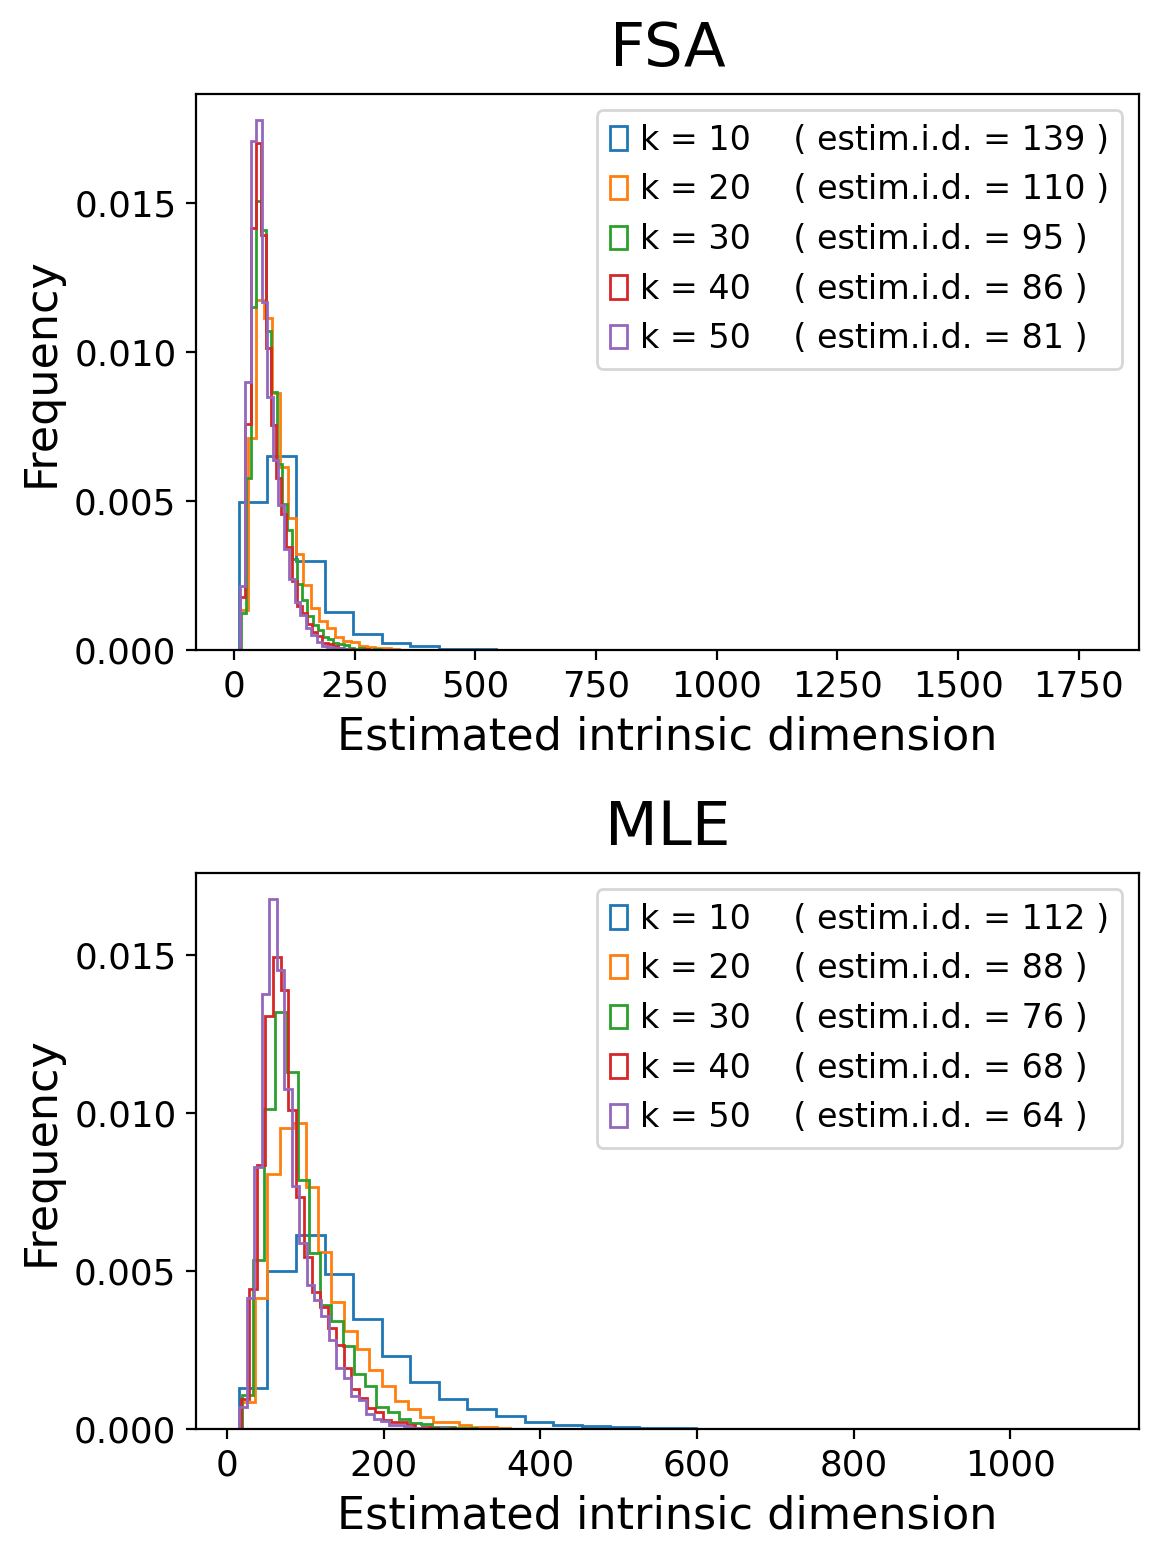 FSA
k = 10 ( estim.i.d. = 139 )
k = 20 ( estim.i.d. = 110 )
k = 30 ( estim.i.d. = 95 )
k = 40 ( estim.i.d. = 86 )
k = 50 ( estim.i.d. = 81 )
Frequency
0.015
0.010
0.005
0.000
0 250 500 750 1000 1250 1500 1750
Estimated intrinsic dimension
MLE
k = 10 ( estim.i.d. = 112 )
k = 20 ( estim.i.d. = 88 )
k = 30 ( estim.i.d. = 76 )
k = 40 ( estim.i.d. = 68 )
k = 50 ( estim.i.d. = 64 )
Frequency
0.015
0.010
0.005
0.000
0 200 400 600 800 1000
Estimated intrinsic dimension